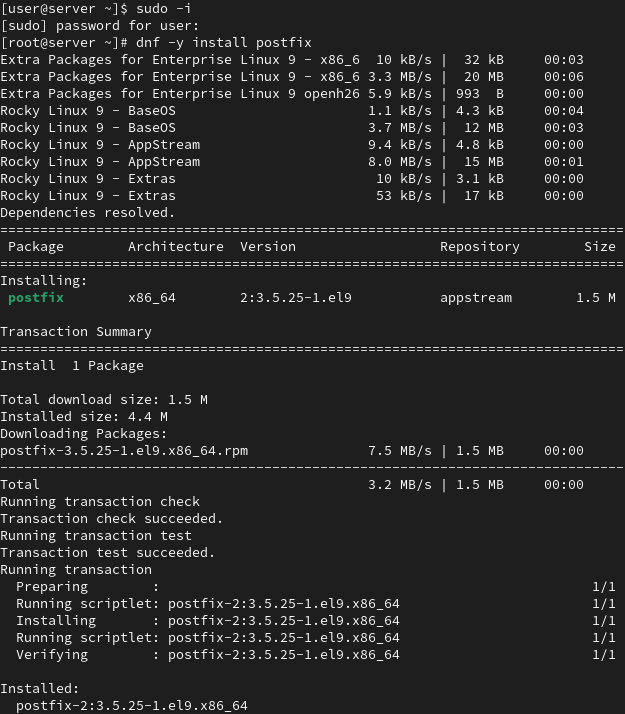 [user@server ~]$ sudo -i
[sudo] password for user:
[root@server ~]# dnf -y install postfix
Extra Packages for Enterprise Linux 9 - x86_6  10 kB/s |  32 kB     00:03
Extra Packages for Enterprise Linux 9 - x86_6 3.3 MB/s |  20 MB     00:06
Extra Packages for Enterprise Linux 9 openh26 5.9 kB/s | 993  B     00:00
Rocky Linux 9 - BaseOS                        1.1 kB/s | 4.3 kB     00:04
Rocky Linux 9 - BaseOS                        3.7 MB/s |  12 MB     00:03
Rocky Linux 9 - AppStream                     9.4 kB/s | 4.8 kB     00:00
Rocky Linux 9 - AppStream                     8.0 MB/s |  15 MB     00:01
Rocky Linux 9 - Extras                         10 kB/s | 3.1 kB     00:00
Rocky Linux 9 - Extras                         53 kB/s |  17 kB     00:00
Dependencies resolved.
==============================================================================
 Package        Architecture  Version                  Repository        Size
==============================================================================
Installing:
 postfix        x86_64        2:3.5.25-1.el9           appstream        1.5 M

Transaction Summary
==============================================================================
Install  1 Package

Total download size: 1.5 M
Installed size: 4.4 M
Downloading Packages:
postfix-3.5.25-1.el9.x86_64.rpm               7.5 MB/s | 1.5 MB     00:00
------------------------------------------------------------------------------
Total                                         3.2 MB/s | 1.5 MB     00:00
Running transaction check
Transaction check succeeded.
Running transaction test
Transaction test succeeded.
Running transaction
  Preparing        :                                                      1/1
  Running scriptlet: postfix-2:3.5.25-1.el9.x86_64                        1/1
  Installing       : postfix-2:3.5.25-1.el9.x86_64                        1/1
  Running scriptlet: postfix-2:3.5.25-1.el9.x86_64                        1/1
  Verifying        : postfix-2:3.5.25-1.el9.x86_64                        1/1

Installed:
  postfix-2:3.5.25-1.el9.x86_64